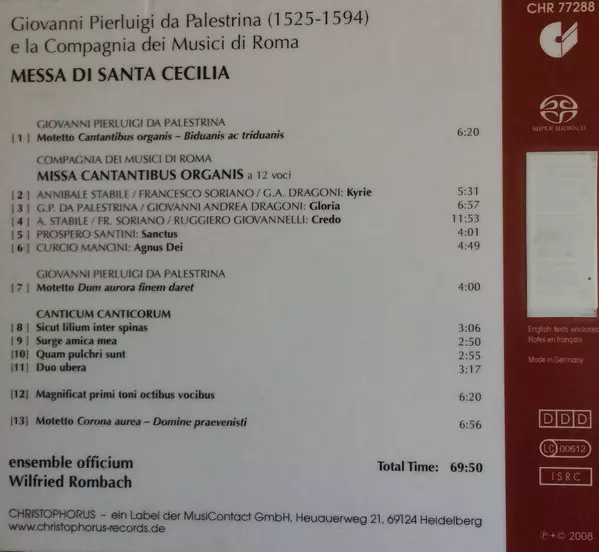 Giovanni Pierluigi da Palestrina (1525-1594)
e la Compagnia dei Musici di Roma
MESSA DI SANTA CECILIA
GIOVANNI PIERLUIGI DA PALESTRINA
[1] Motetto Cantantibus organis – Biduanis ac triduanis 6:20
COMPAGNIA DEI MUSICI DI ROMA
MISSA CANTANTIBUS ORGANIS a 12 voci
[2] ANNIBALE STABILE / FRANCESCO SORIANO / G.A. DRAGONI: Kyrie 5:31
[3] G.P. DA PALESTRINA / GIOVANNI ANDREA DRAGONI: Gloria 6:57
[4] A. STABILE / FR. SORIANO / RUGGIERO GIOVANNELLI: Credo 11:53
[5] PROSPERO SANTINI: Sanctus 4:01
[6] CURCIO MANCINI: Agnus Dei 4:49
GIOVANNI PIERLUIGI DA PALESTRINA
[7] Motetto Dum aurora finem daret 4:00
CANTICUM CANTICORUM
[8] Sicut lilium inter spinas 3:06
[9] Surge amica mea 2:50
[10] Quam pulchri sunt 2:55
[11] Duo ubera 3:17
[12] Magnificat primi toni octibus vocibus 6:20
[13] Motetto Corona aurea – Domine praevenisti 6:56
ensemble officium
Wilfried Rombach
Total Time: 69:50
CHRISTOPHORUS – ein Label der MusiContact GmbH, Heuauerweg 21, 69124 Heidelberg
www.christophorus-records.de
CHR 77288
SUPER AUDIO CD
English texts enclosed
Notes en français
Made in Germany
DDD
LC 00612
ISRC
℗ + © 2008